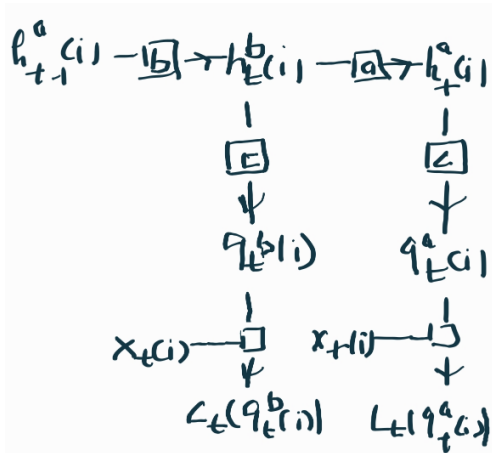 h^a_{t-1}(i) —[b]→ h^b_t(i) —[a]→ h^a_t(i)
[c] [c]
q^b_t(i) q^a_t(i)
x_t(i) x_t(i)
L_t(q^b_t(i)) L_t(q^a_t(i))